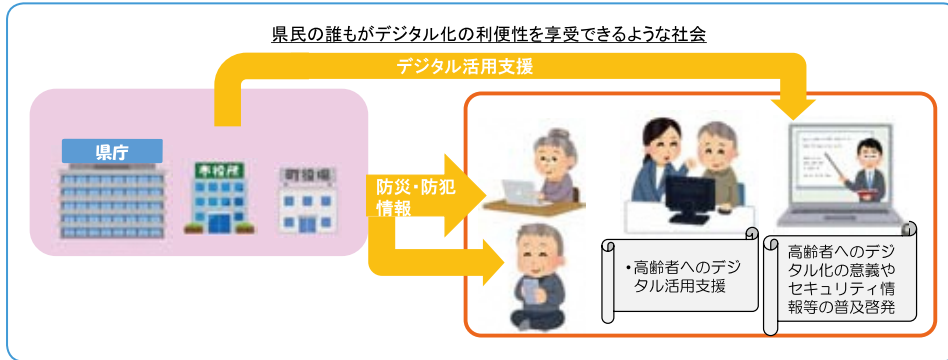 県民の誰もがデジタル化の利便性を享受できるような社会
デジタル活用支援
県庁
市役所
町役場
防災・防犯
情報
・高齢者へのデジ
タル活用支援
高齢者へのデジ
タル化の意義や
セキュリティ情
報等の普及啓発